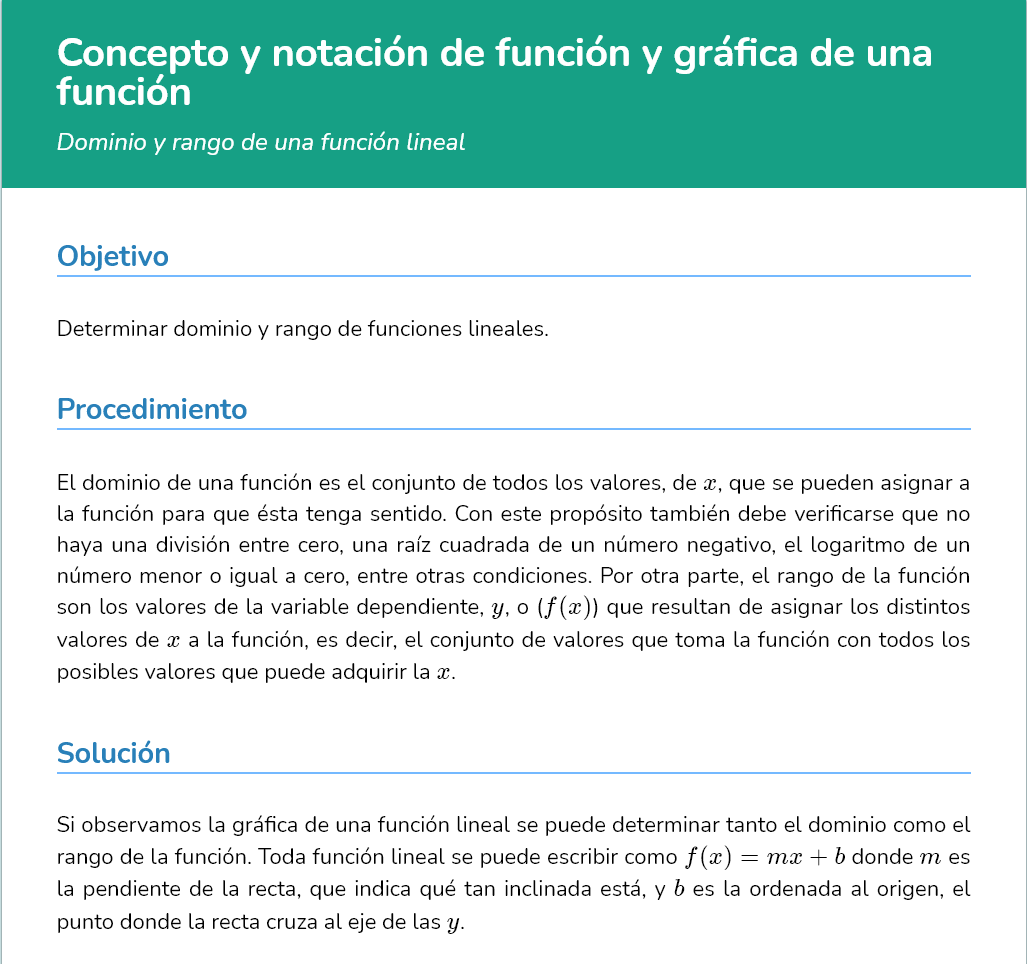 Concepto y notación de función y gráfica de una
función
Dominio y rango de una función lineal
Objetivo
Determinar dominio y rango de funciones lineales.
Procedimiento
El dominio de una función es el conjunto de todos los valores, de x, que se pueden asignar a
la función para que ésta tenga sentido. Con este propósito también debe verificarse que no
haya una división entre cero, una raíz cuadrada de un número negativo, el logaritmo de un
número menor o igual a cero, entre otras condiciones. Por otra parte, el rango de la función
son los valores de la variable dependiente, y, o (f(x)) que resultan de asignar los distintos
valores de x a la función, es decir, el conjunto de valores que toma la función con todos los
posibles valores que puede adquirir la x.
Solución
Si observamos la gráfica de una función lineal se puede determinar tanto el dominio como el
rango de la función. Toda función lineal se puede escribir como f(x) = mx + b donde m es
la pendiente de la recta, que indica qué tan inclinada está, y b es la ordenada al origen, el
punto donde la recta cruza al eje de las y.